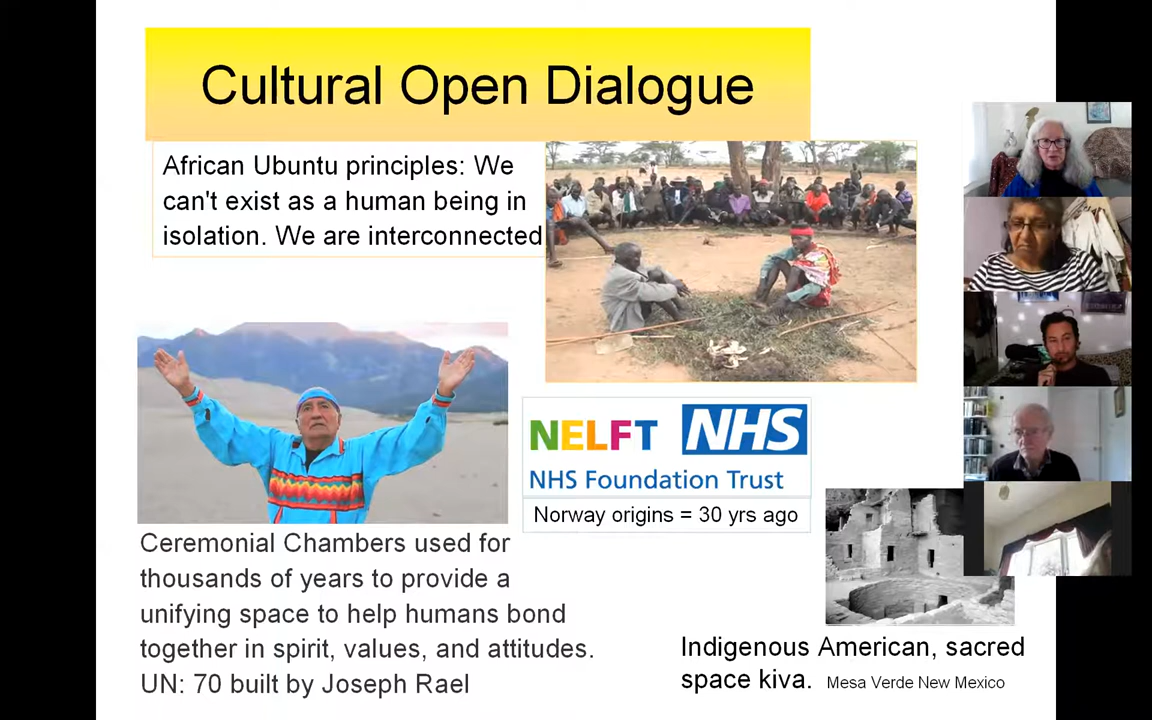 Cultural Open Dialogue
African Ubuntu principles: We
can't exist as a human being in
isolation. We are interconnected
NELFT NHS
NHS Foundation Trust
Norway origins = 30 yrs ago
Ceremonial Chambers used for
thousands of years to provide a
unifying space to help humans bond
together in spirit, values, and attitudes.
UN: 70 built by Joseph Rael
Indigenous American, sacred
space kiva. Mesa Verde New Mexico